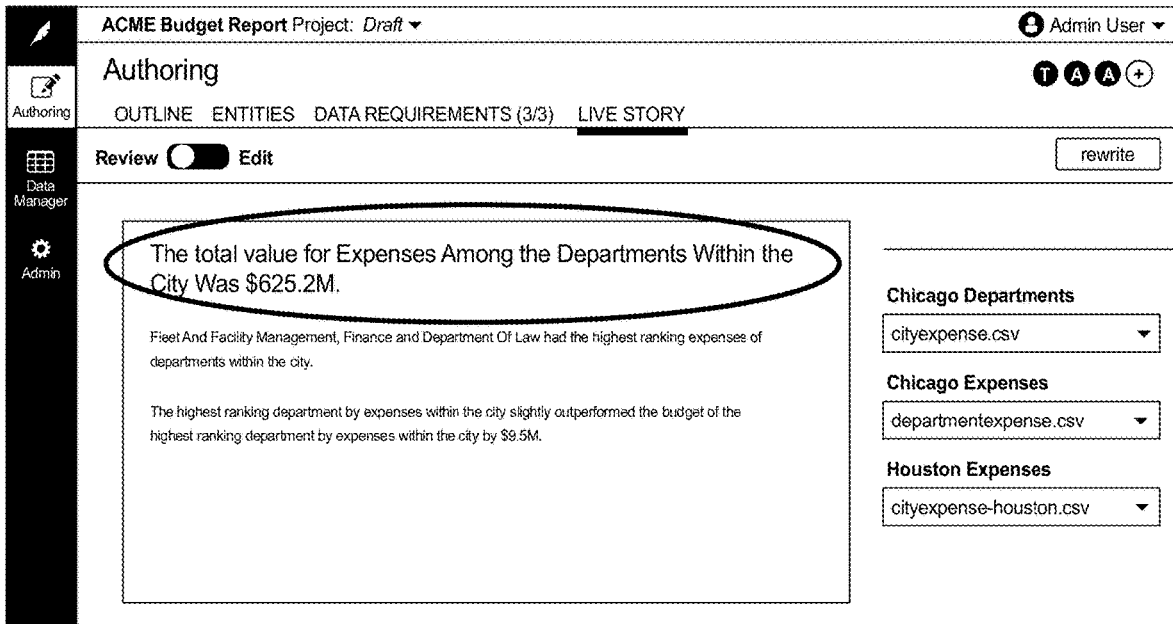 ACME Budget Report Project: Draft
Admin User
Authoring
T A A +
Authoring
OUTLINE ENTITIES DATA REQUIREMENTS (3/3) LIVE STORY
Review Edit
rewrite
Data
Manager
Admin
The total value for Expenses Among the Departments Within the
City Was $625.2M.
Fleet And Facility Management, Finance and Department Of Law had the highest ranking expenses of
departments within the city.
The highest ranking department by expenses within the city slightly outperformed the budget of the
highest ranking department by expenses within the city by $9.5M.
Chicago Departments
cityexpense.csv
Chicago Expenses
departmentexpense.csv
Houston Expenses
cityexpense-houston.csv